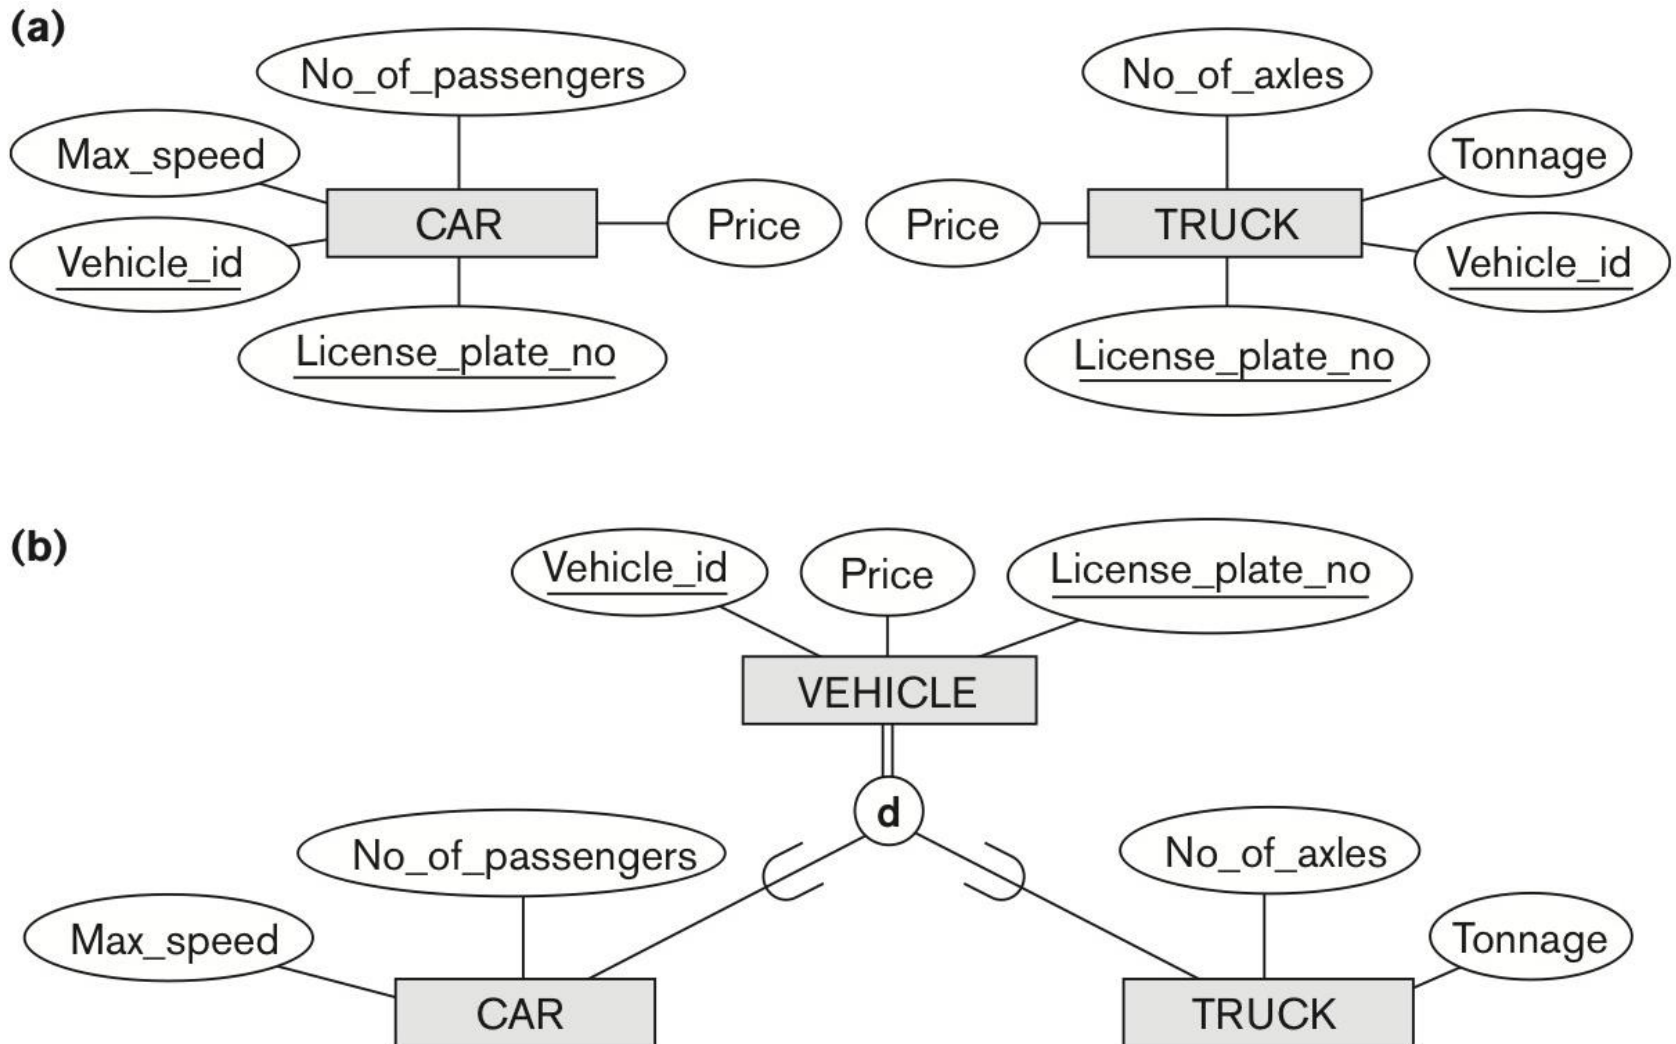 (a)
No_of_passengers
No_of_axles
Max_speed
Tonnage
CAR
Price
Price
TRUCK
Vehicle_id
Vehicle_id
License_plate_no
License_plate_no
(b)
Vehicle_id
Price
License_plate_no
VEHICLE
d
No_of_passengers
No_of_axles
Max_speed
Tonnage
CAR
TRUCK